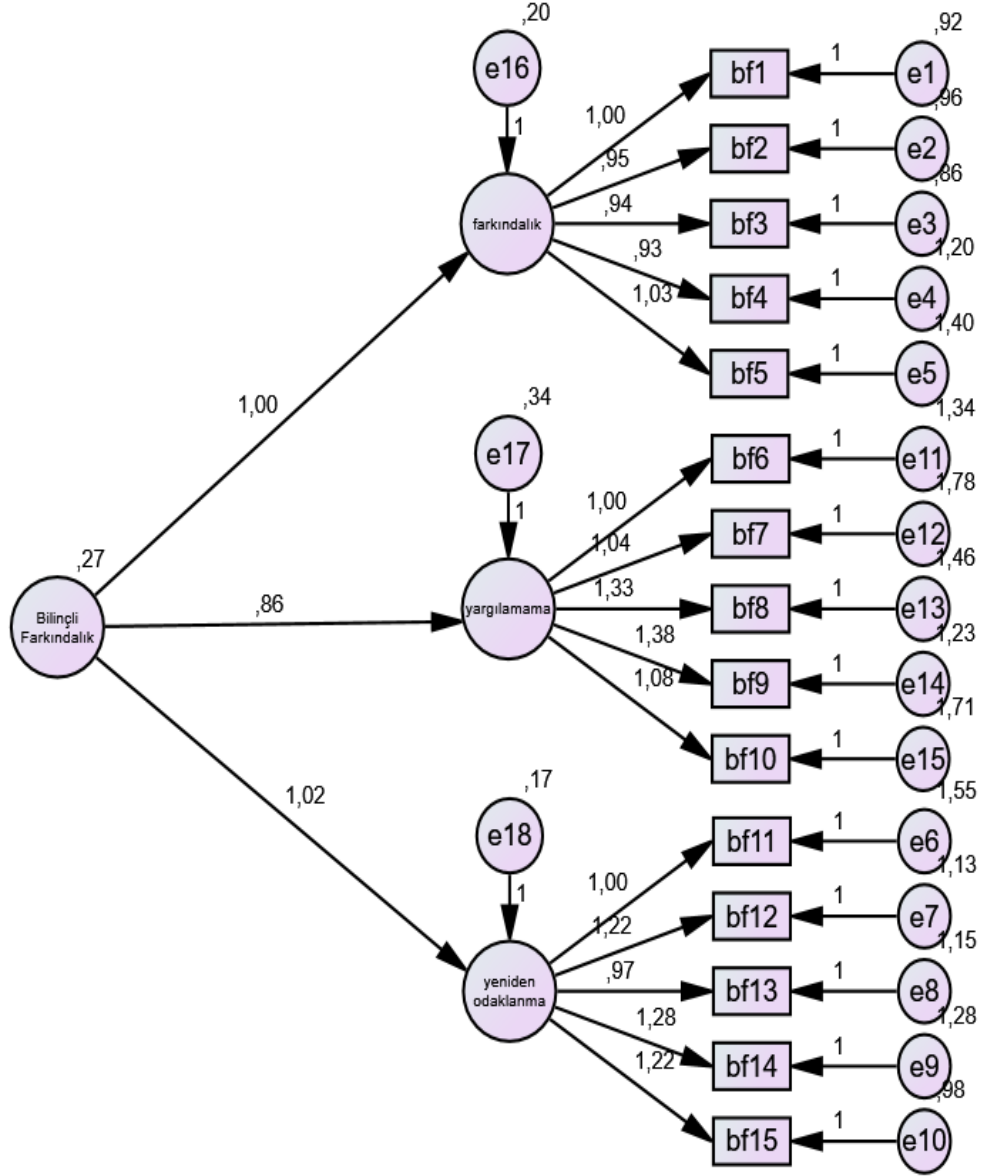 ,20
,92
e16
bf1
1
e1
1
1,00
,96
,95
bf2
1
e2
,86
farkındalık
,94
bf3
1
e3
1,20
,93
bf4
1
e4
1,03
1,40
bf5
1
e5
1,00
,34
1,34
e17
bf6
1
e11
1
1,00
1,78
1,04
bf7
1
e12
,27
1,46
Bilinçli
Farkındalık
,86
yargılamama
1,33
bf8
1
e13
1,23
1,38
bf9
1
e14
1,08
1,71
bf10
1
e15
1,02
,17
1,55
e18
bf11
1
e6
1
1,00
1,13
1,22
bf12
1
e7
1,15
yeniden
odaklanma
,97
bf13
1
e8
1,28
1,28
bf14
1
e9
1,22
,98
bf15
1
e10